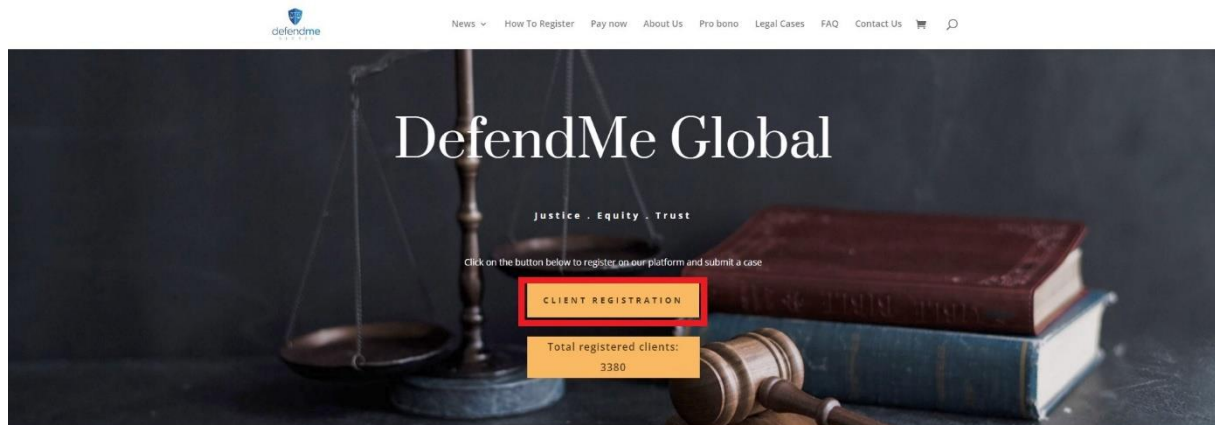 defendme
News
How To Register
Pay now
About Us
Pro bono
Legal Cases
FAQ
Contact Us
DefendMe Global
Justice . Equity . Trust
Click on the button below to register on our platform and submit a case
CLIENT REGISTRATION
Total registered clients:
3380